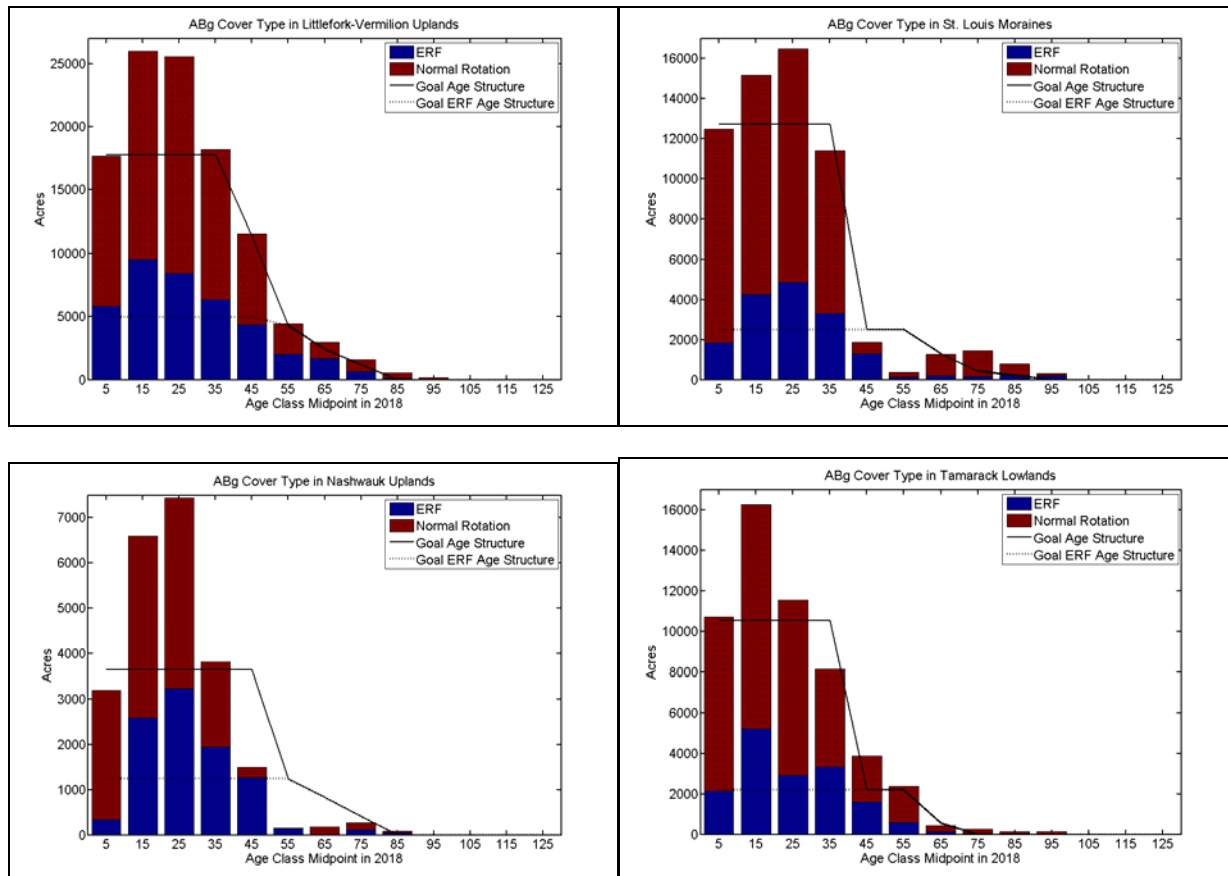 ABg Cover Type in Littlefork-Vermilion Uplands
ERF
Normal Rotation
Goal Age Structure
Goal ERF Age Structure
25000
20000
15000
10000
5000
0
Acres
5 15 25 35 45 55 65 75 85 95 105 115 125
Age Class Midpoint in 2018
ABg Cover Type in St. Louis Moraines
ERF
Normal Rotation
Goal Age Structure
Goal ERF Age Structure
16000
14000
12000
10000
8000
6000
4000
2000
0
Acres
5 15 25 35 45 55 65 75 85 95 105 115 125
Age Class Midpoint in 2018
ABg Cover Type in Nashwauk Uplands
ERF
Normal Rotation
Goal Age Structure
Goal ERF Age Structure
7000
6000
5000
4000
3000
2000
1000
0
Acres
5 15 25 35 45 55 65 75 85 95 105 115 125
Age Class Midpoint in 2018
ABg Cover Type in Tamarack Lowlands
ERF
Normal Rotation
Goal Age Structure
Goal ERF Age Structure
16000
14000
12000
10000
8000
6000
4000
2000
0
Acres
5 15 25 35 45 55 65 75 85 95 105 115 125
Age Class Midpoint in 2018